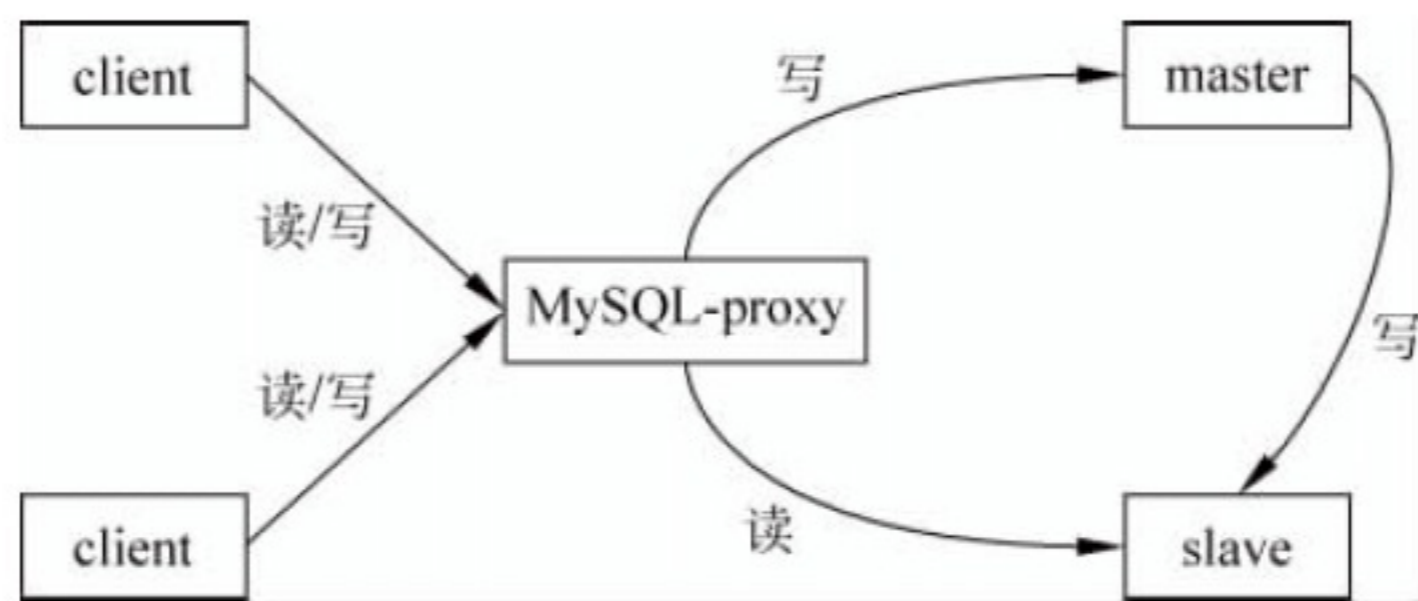 client
写
master
读/写
MySQL-proxy
写
读/写
读
client
slave